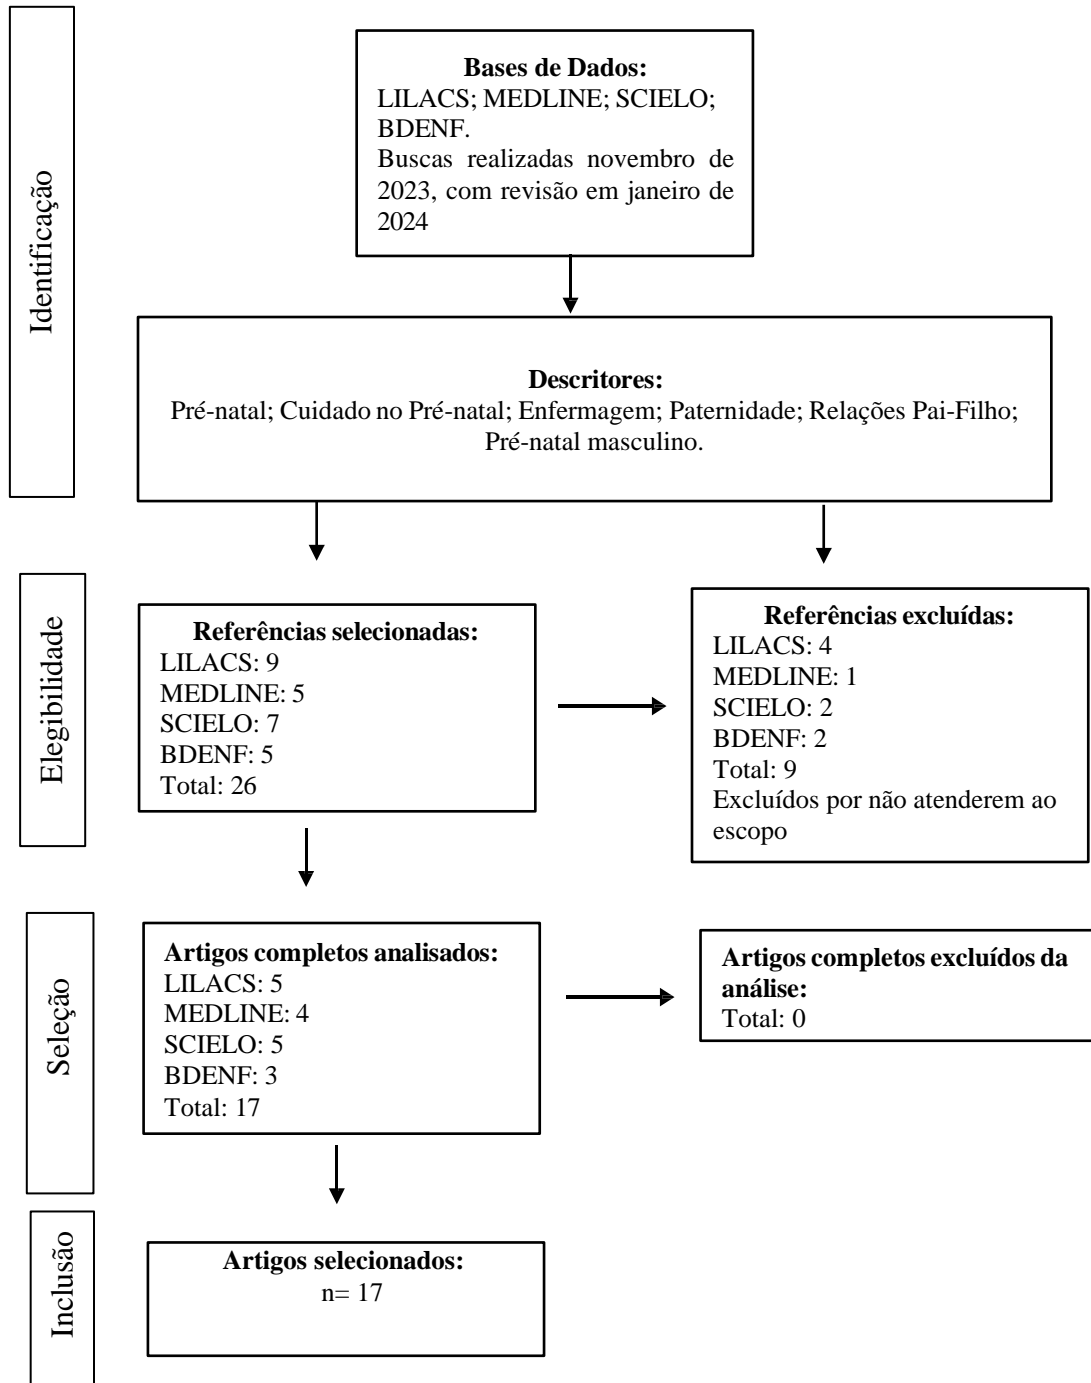 Identificação
Bases de Dados:
LILACS; MEDLINE; SCIELO;
BDENF.
Buscas realizadas novembro de
2023, com revisão em janeiro de
2024
Descritores:
Pré-natal; Cuidado no Pré-natal; Enfermagem; Paternidade; Relações Pai-Filho;
Pré-natal masculino.
Elegibilidade
Referências selecionadas:
LILACS: 9
MEDLINE: 5
SCIELO: 7
BDENF: 5
Total: 26
Referências excluídas:
LILACS: 4
MEDLINE: 1
SCIELO: 2
BDENF: 2
Total: 9
Excluídos por não atenderem ao
escopo
Seleção
Artigos completos analisados:
LILACS: 5
MEDLINE: 4
SCIELO: 5
BDENF: 3
Total: 17
Artigos completos excluídos da
análise:
Total: 0
Inclusão
Artigos selecionados:
n= 17